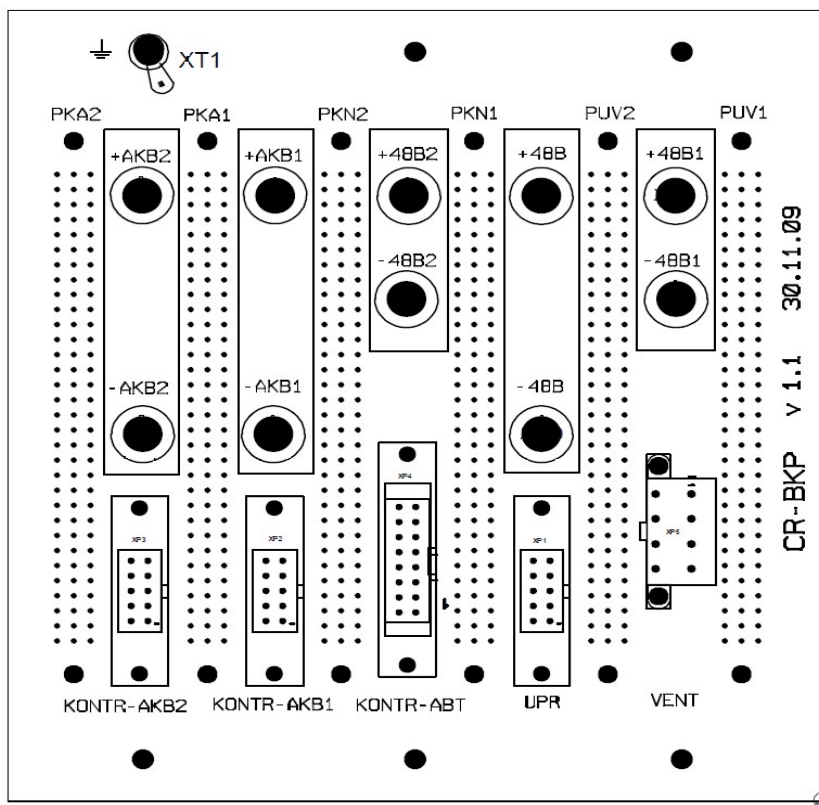 XT1
PKA2 PKA1 PKN2 PKN1 PUV2 PUV1
+AKB2 +AKB1 +48B2 +48B +48B1
-48B2 -48B1
-AKB2 -AKB1 -48B
XP4
XP3 XP2 XP1 XP5
KONTR-AKB2 KONTR-AKB1 KONTR-ABT UPR VENT
CR-BKP v 1.1 30.11.09